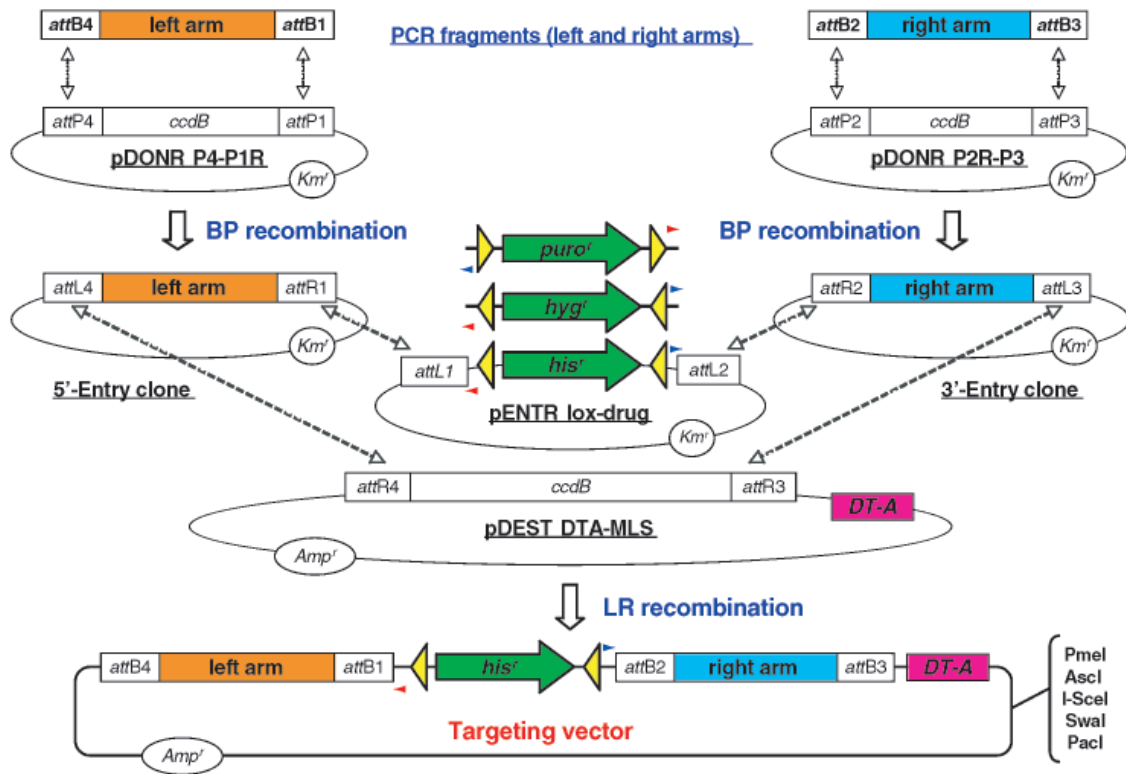 attB4 left arm attB1
PCR fragments (left and right arms)
attB2 right arm attB3
attP4 ccdB attP1
attP2 ccdB attP3
pDONR P4-P1R
pDONR P2R-P3
Kmʳ
Kmʳ
BP recombination
BP recombination
puroʳ
attL4 left arm attR1
hygʳ
attR2 right arm attL3
Kmʳ
Kmʳ
attL1 hisʳ attL2
5'-Entry clone
3'-Entry clone
pENTR lox-drug
Kmʳ
attR4 ccdB attR3
DT-A
pDEST DTA-MLS
Ampʳ
LR recombination
attB4 left arm attB1 hisʳ attB2 right arm attB3 DT-A
PmeI
AscI
I-SceI
SwaI
PacI
Targeting vector
Ampʳ